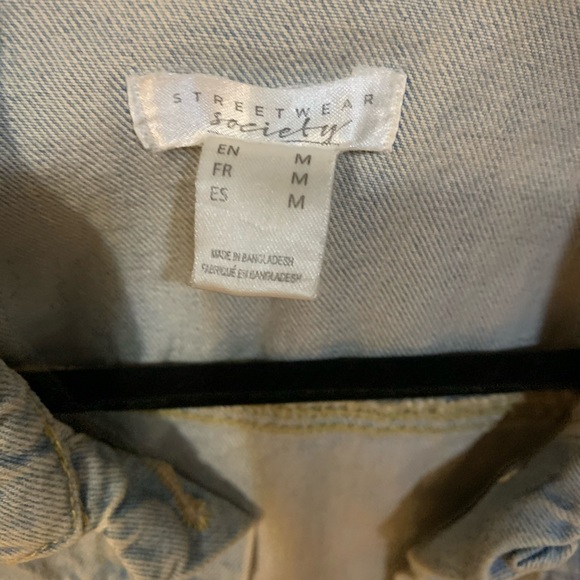 STREETWEAR
society
EN M
FR M
ES M
MADE IN BANGLADESH
FABRIQUÉ EN BANGLADESH